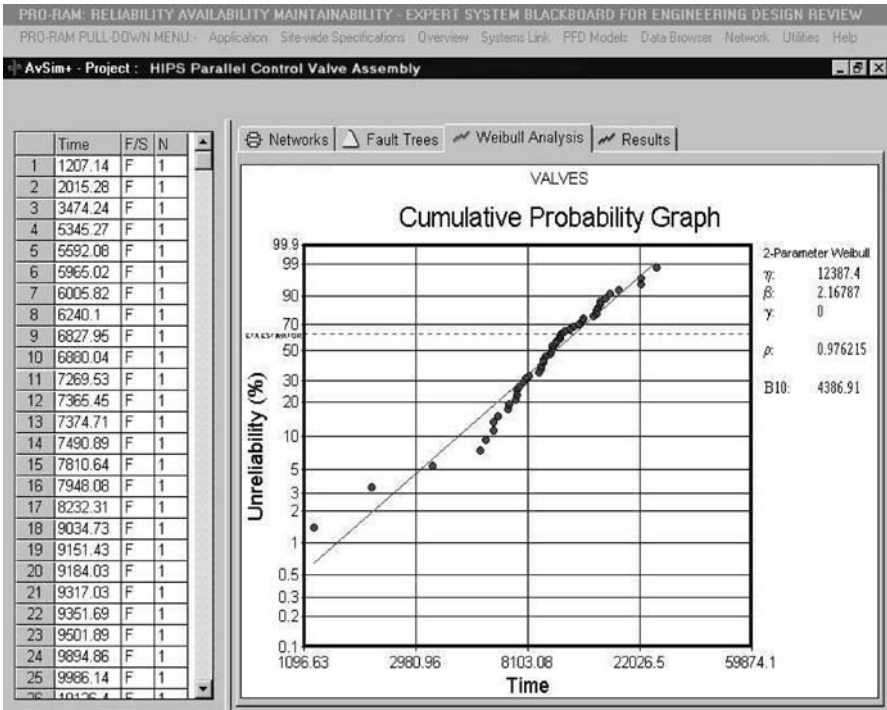 PRO-RAM: RELIABILITY AVAILABILITY MAINTAINABILITY - EXPERT SYSTEM BLACKBOARD FOR ENGINEERING DESIGN REVIEW
PRO-RAM PULL-DOWN MENU:- Application Site-wide Specifications Overview Systems Link PFD Models Data Browser Network Utilities Help
AvSim+ - Project : HIPS Parallel Control Valve Assembly
Time F/S N
1 1207.14 F 1
2 2015.28 F 1
3 3474.24 F 1
4 5345.27 F 1
5 5592.08 F 1
6 5965.02 F 1
7 6005.82 F 1
8 6240.1 F 1
9 6827.95 F 1
10 6880.04 F 1
11 7269.53 F 1
12 7365.45 F 1
13 7374.71 F 1
14 7490.89 F 1
15 7810.64 F 1
16 7948.08 F 1
17 8232.31 F 1
18 9034.73 F 1
19 9151.43 F 1
20 9184.03 F 1
21 9317.03 F 1
22 9351.69 F 1
23 9501.89 F 1
24 9894.86 F 1
25 9986.14 F 1
Networks Fault Trees Weibull Analysis Results
VALVES
Cumulative Probability Graph
99.9
99
90
70
50
30
20
10
5
3
2
1
0.5
0.3
0.2
0.1
Unreliability (%)
1096.63 2980.96 8103.08 22026.5 59874.1
Time
2-Parameter Weibull
η: 12387.4
β: 2.16787
γ: 0
ρ: 0.976215
B10: 4386.91